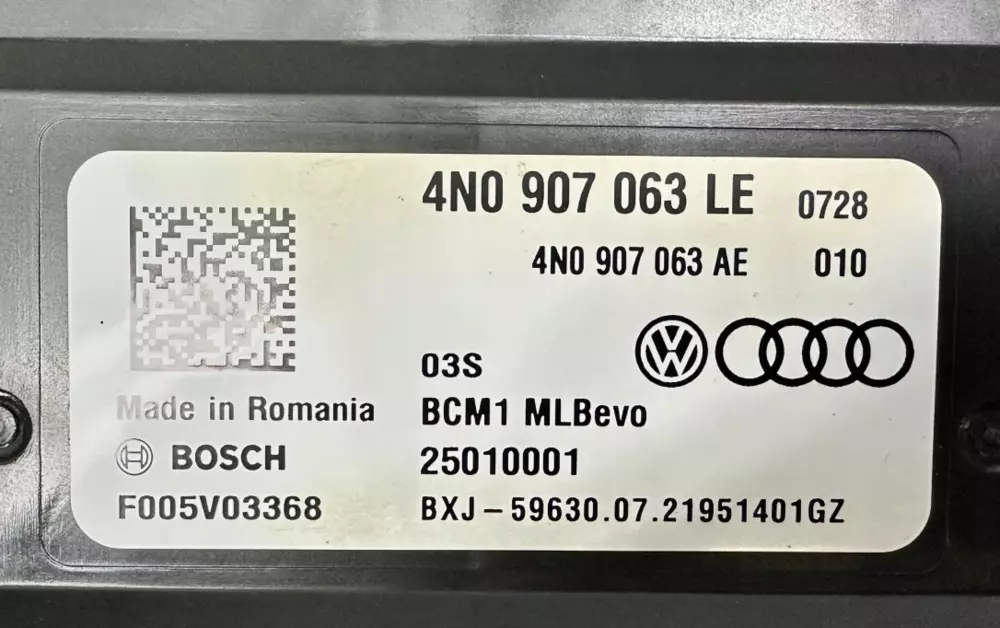 4N0 907 063 LE 0728
4N0 907 063 AE 010
03S
Made in Romania BCM1 MLBevo
BOSCH 25010001
F005V03368 BXJ-59630.07.21951401GZ